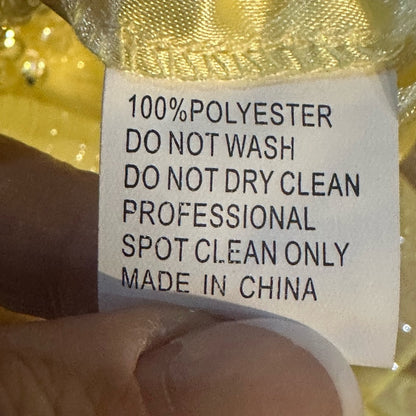 100%POLYESTER
DO NOT WASH
DO NOT DRY CLEAN
PROFESSIONAL
SPOT CLEAN ONLY
MADE IN CHINA